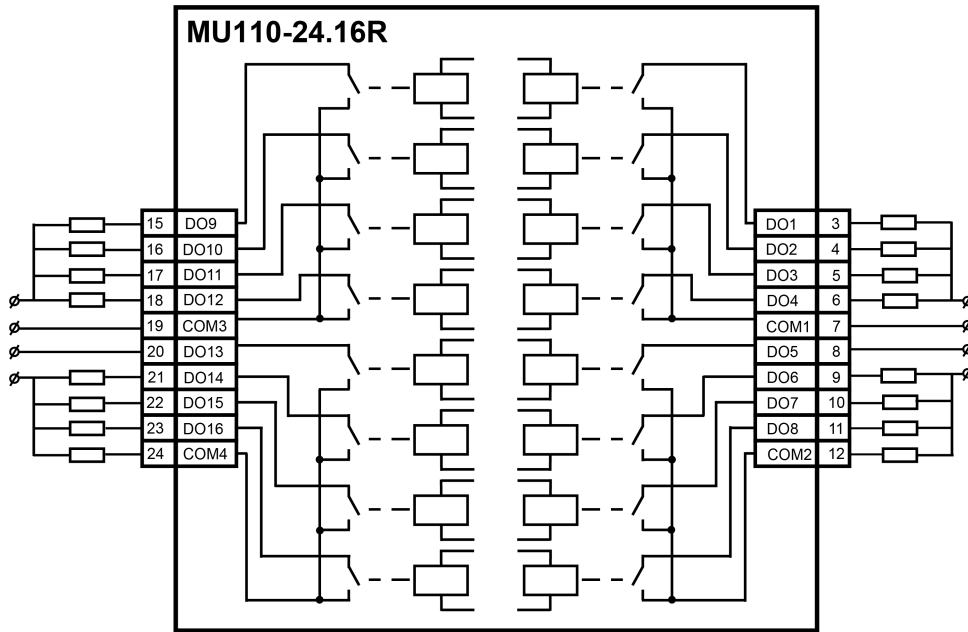 MU110-24.16R
15 DO9 DO1 3
16 DO10 DO2 4
17 DO11 DO3 5
18 DO12 DO4 6
19 COM3 COM1 7
20 DO13 DO5 8
21 DO14 DO6 9
22 DO15 DO7 10
23 DO16 DO8 11
24 COM4 COM2 12